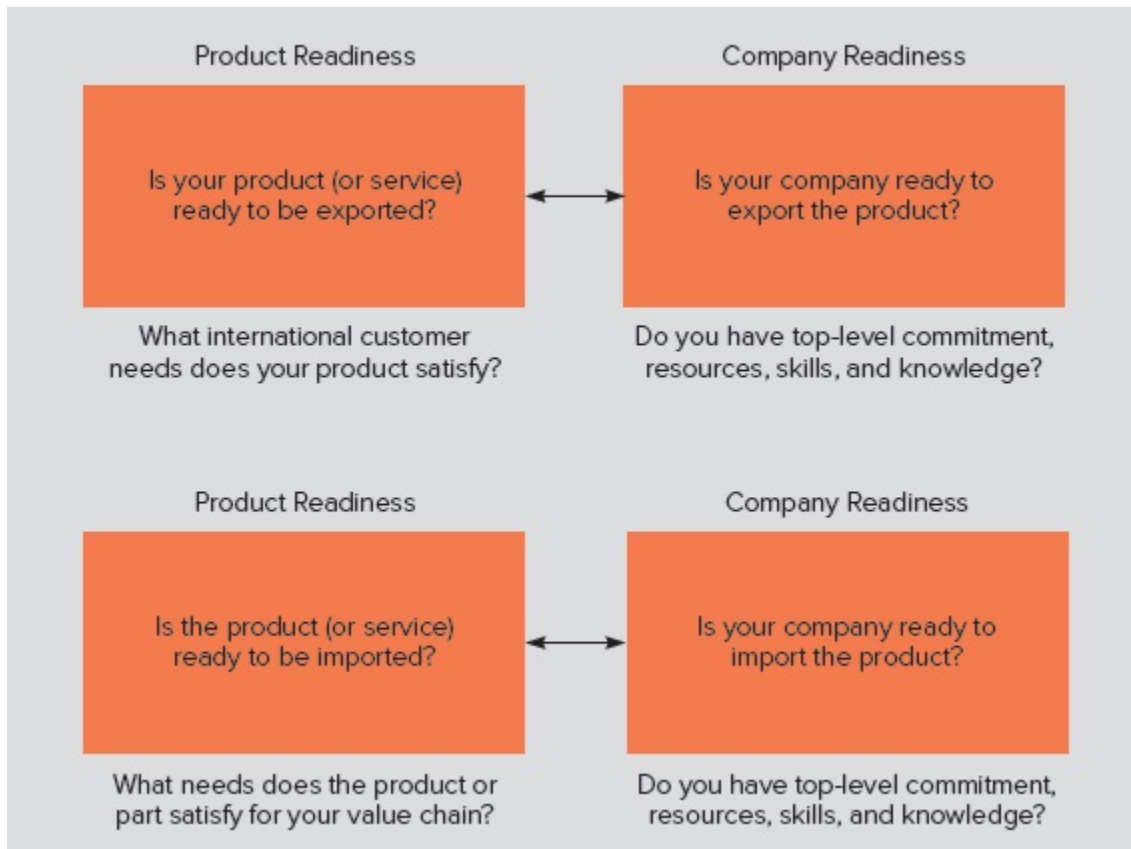 Product Readiness
Company Readiness
Is your product (or service)
ready to be exported?
Is your company ready to
export the product?
What international customer
needs does your product satisfy?
Do you have top-level commitment,
resources, skills, and knowledge?
Product Readiness
Company Readiness
Is the product (or service)
ready to be imported?
Is your company ready to
import the product?
What needs does the product or
part satisfy for your value chain?
Do you have top-level commitment,
resources, skills, and knowledge?